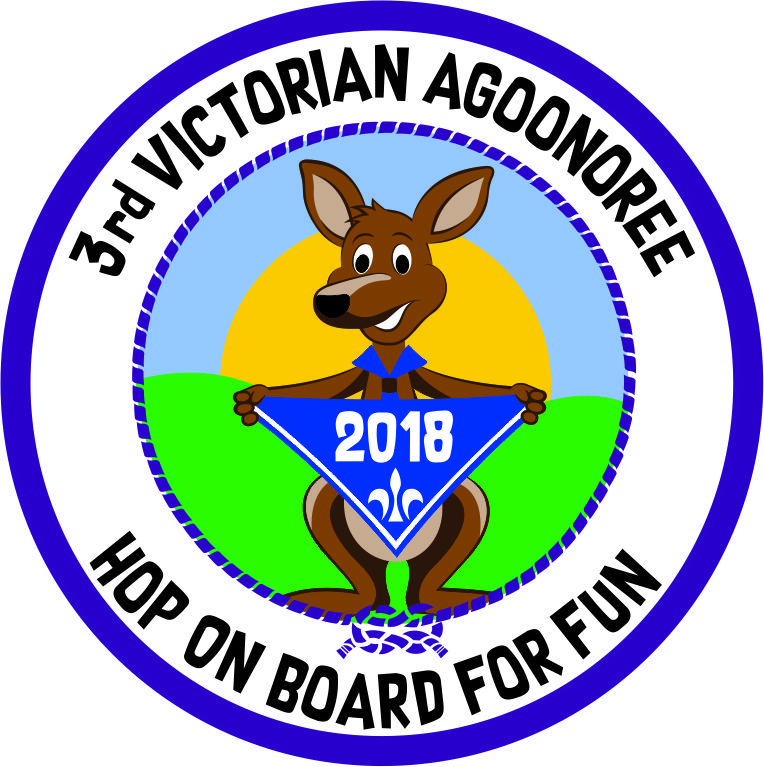 3rd VICTORIAN AGOONOREE
2018
HOP ON BOARD FOR FUN